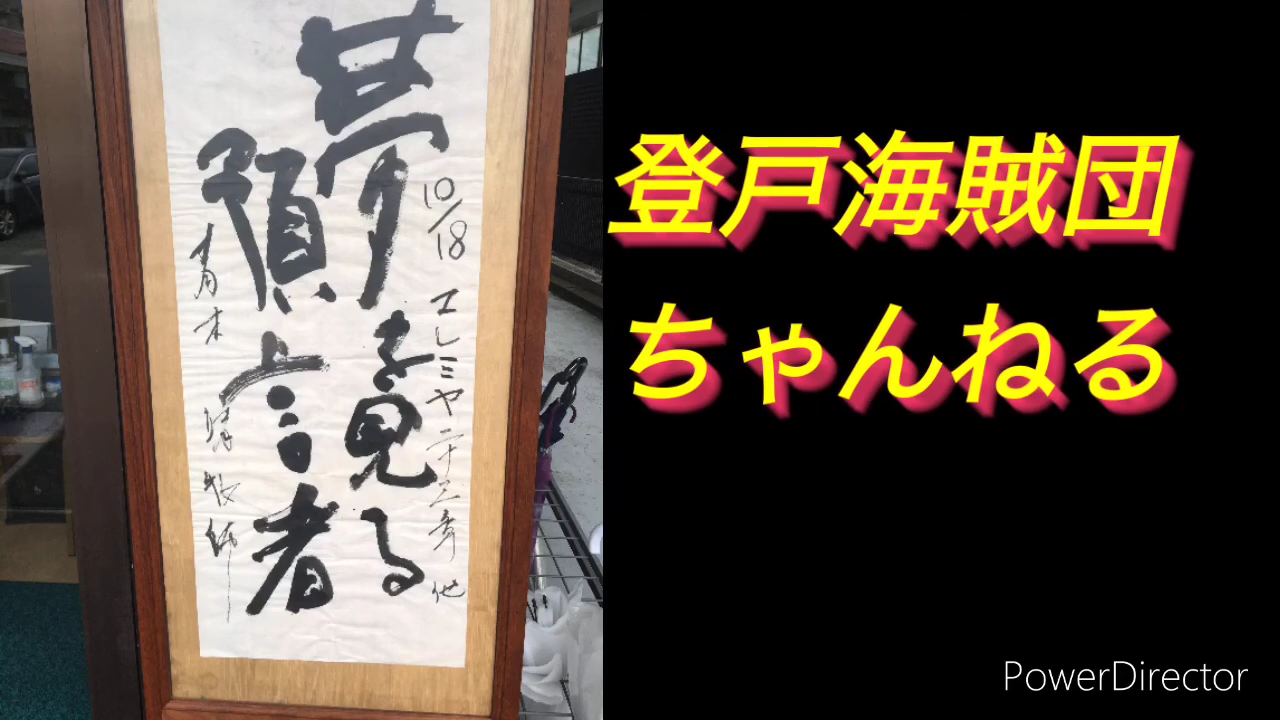 10/18 エレミヤ二十三章 他
夢を見る
預言者
青木 牧師
登戸海賊団
ちゃんねる
PowerDirector